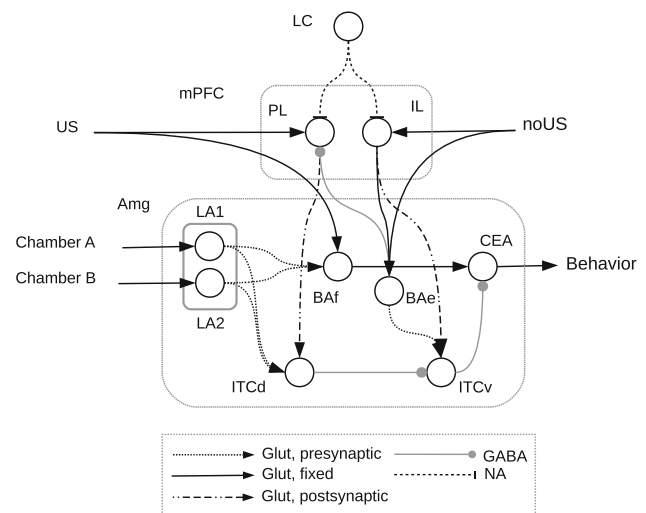 LC
mPFC
PL
IL
US
noUS
Amg
LA1
Chamber A
CEA
Chamber B
Behavior
BAf
BAe
LA2
ITCd
ITCv
Glut, presynaptic
GABA
Glut, fixed
NA
Glut, postsynaptic